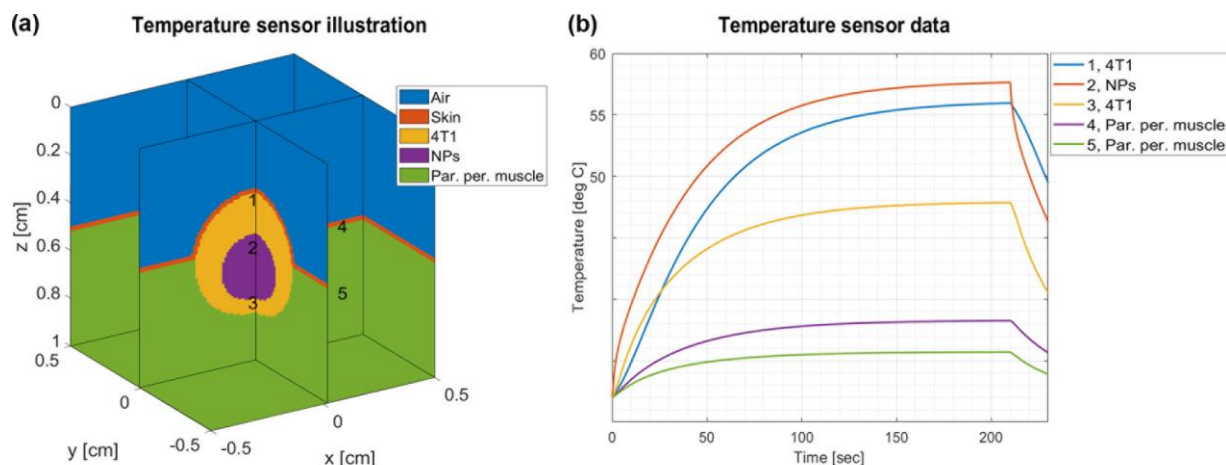 (a)
Temperature sensor illustration
Air
Skin
4T1
NPs
Par. per. muscle
0
0.2
0.4
0.6
0.8
1
z [cm]
1
2
3
4
5
0.5
0
-0.5
y [cm]
-0.5
0
0.5
x [cm]
(b)
Temperature sensor data
60
55
50
Temperature [deg C]
0
50
100
150
200
Time [sec]
1, 4T1
2, NPs
3, 4T1
4, Par. per. muscle
5, Par. per. muscle